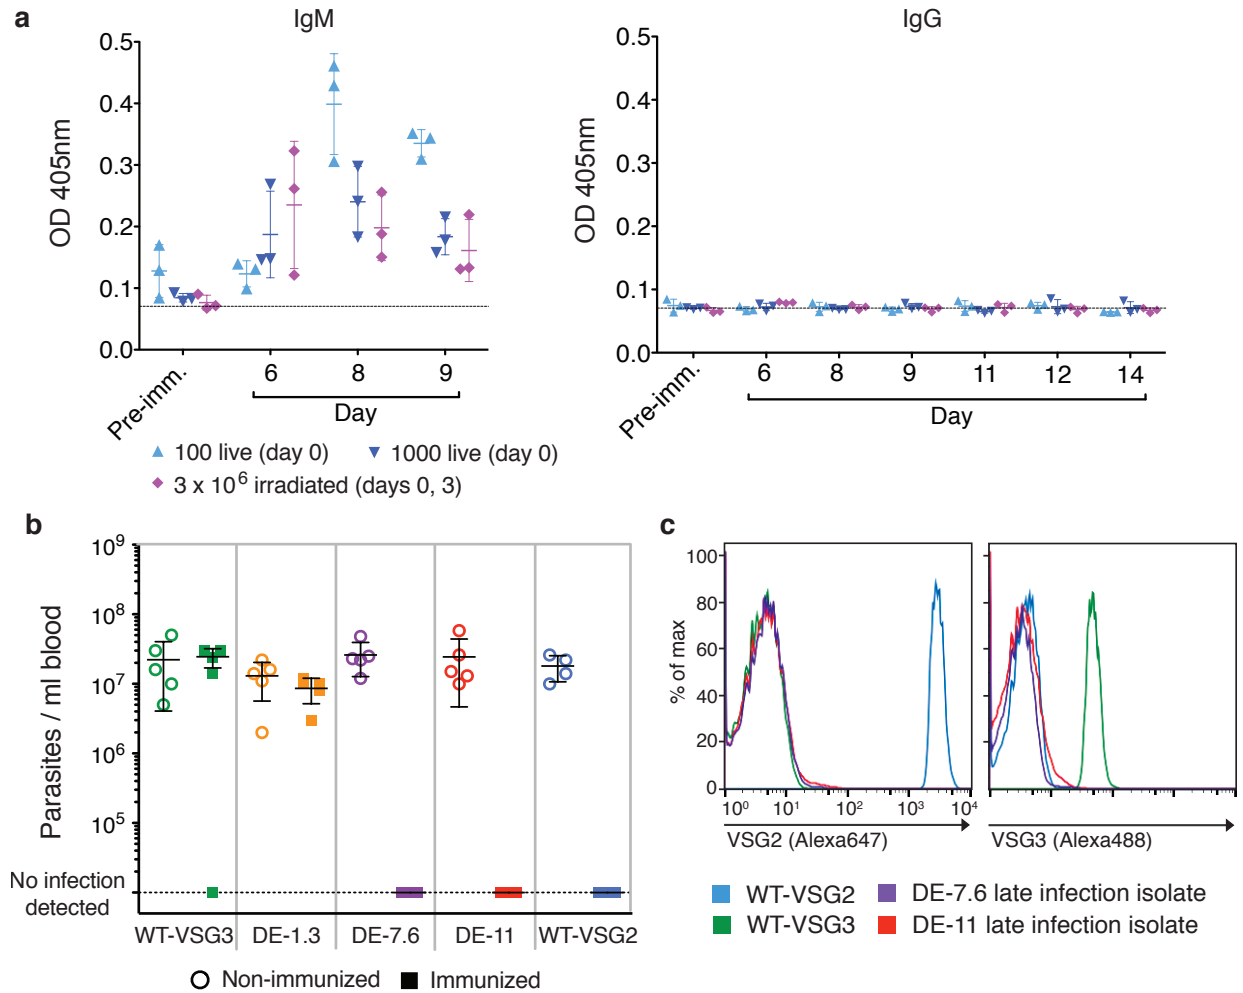 a
IgM
IgG
OD 405nm
0.5
0.4
0.3
0.2
0.1
0.0
Pre-imm.
6
8
9
Day
OD 405nm
0.5
0.4
0.3
0.2
0.1
0.0
Pre-imm.
6
8
9
11
12
14
Day
100 live (day 0)
1000 live (day 0)
3 x 10^6 irradiated (days 0, 3)
b
Parasites / ml blood
10^9
10^8
10^7
10^6
10^5
No infection
detected
WT-VSG3
DE-1.3
DE-7.6
DE-11
WT-VSG2
Non-immunized
Immunized
c
% of max
100
80
60
40
20
0
10^0
10^1
10^2
10^3
10^4
VSG2 (Alexa647)
VSG3 (Alexa488)
WT-VSG2
DE-7.6 late infection isolate
WT-VSG3
DE-11 late infection isolate